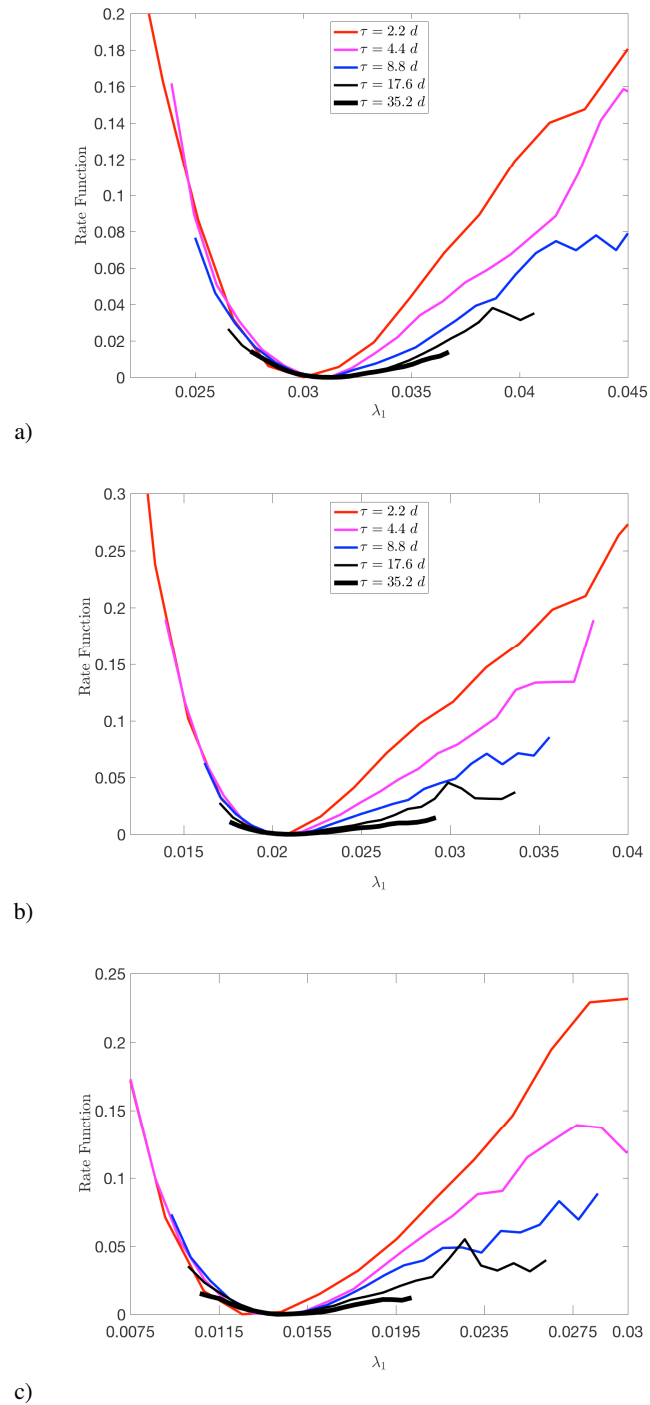 0.2
0.18
0.16
0.14
0.12
0.1
0.08
0.06
0.04
0.02
0
Rate Function
τ = 2.2 d
τ = 4.4 d
τ = 8.8 d
τ = 17.6 d
τ = 35.2 d
0.025 0.03 0.035 0.04 0.045
λ₁
a)
0.3
0.25
0.2
0.15
0.1
0.05
0
Rate Function
τ = 2.2 d
τ = 4.4 d
τ = 8.8 d
τ = 17.6 d
τ = 35.2 d
0.015 0.02 0.025 0.03 0.035 0.04
λ₁
b)
0.25
0.2
0.15
0.1
0.05
0
Rate Function
0.0075 0.0115 0.0155 0.0195 0.0235 0.0275 0.03
λ₁
c)